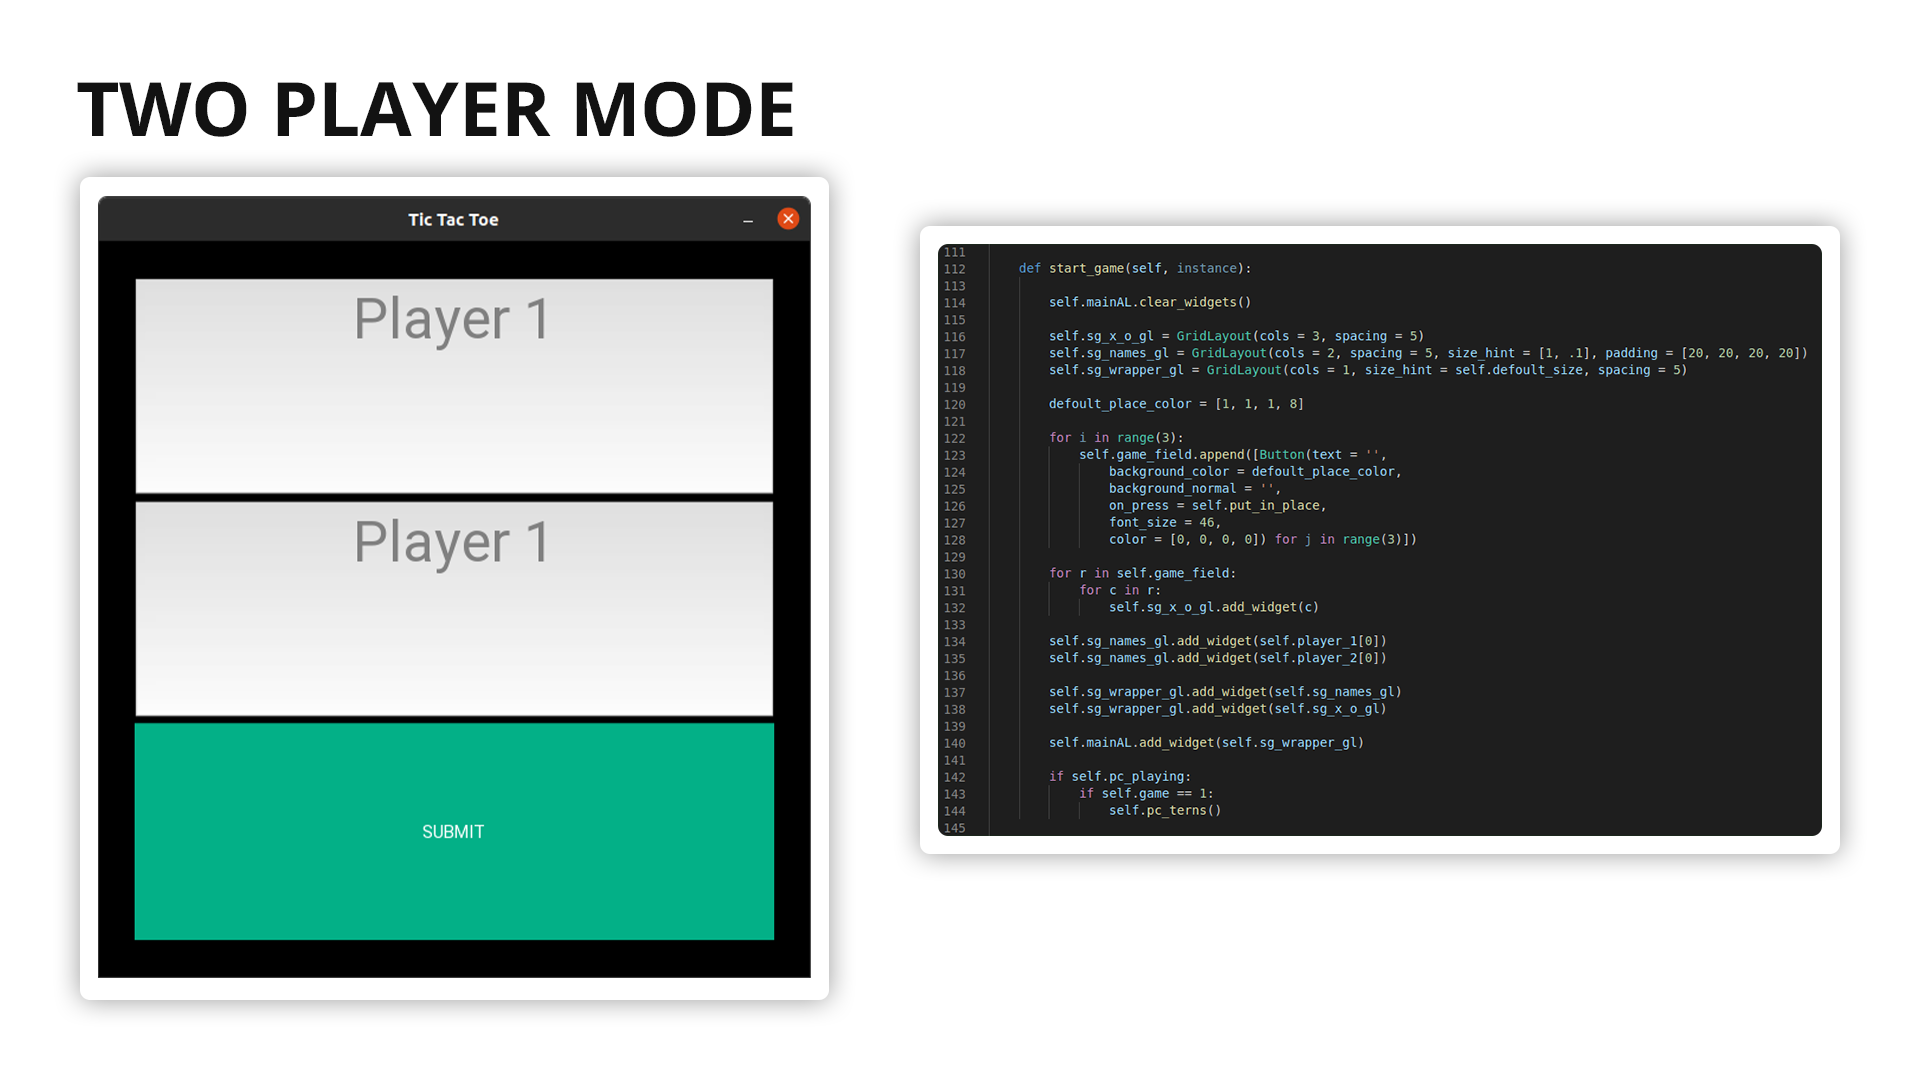 TWO PLAYER MODE
Tic Tac Toe
Player 1
Player 1
SUBMIT
111
112 def start_game(self, instance):
113
114 self.mainAL.clear_widgets()
115
116 self.sg_x_o_gl = GridLayout(cols = 3, spacing = 5)
117 self.sg_names_gl = GridLayout(cols = 2, spacing = 5, size_hint = [1, .1], padding = [20, 20, 20, 20])
118 self.sg_wrapper_gl = GridLayout(cols = 1, size_hint = self.defoult_size, spacing = 5)
119
120 defoult_place_color = [1, 1, 1, 8]
121
122 for i in range(3):
123 self.game_field.append([Button(text = '',
124 background_color = defoult_place_color,
125 background_normal = '',
126 on_press = self.put_in_place,
127 font_size = 46,
128 color = [0, 0, 0, 0]) for j in range(3)])
129
130 for r in self.game_field:
131 for c in r:
132 self.sg_x_o_gl.add_widget(c)
133
134 self.sg_names_gl.add_widget(self.player_1[0])
135 self.sg_names_gl.add_widget(self.player_2[0])
136
137 self.sg_wrapper_gl.add_widget(self.sg_names_gl)
138 self.sg_wrapper_gl.add_widget(self.sg_x_o_gl)
139
140 self.mainAL.add_widget(self.sg_wrapper_gl)
141
142 if self.pc_playing:
143 if self.game == 1:
144 self.pc_terns()
145